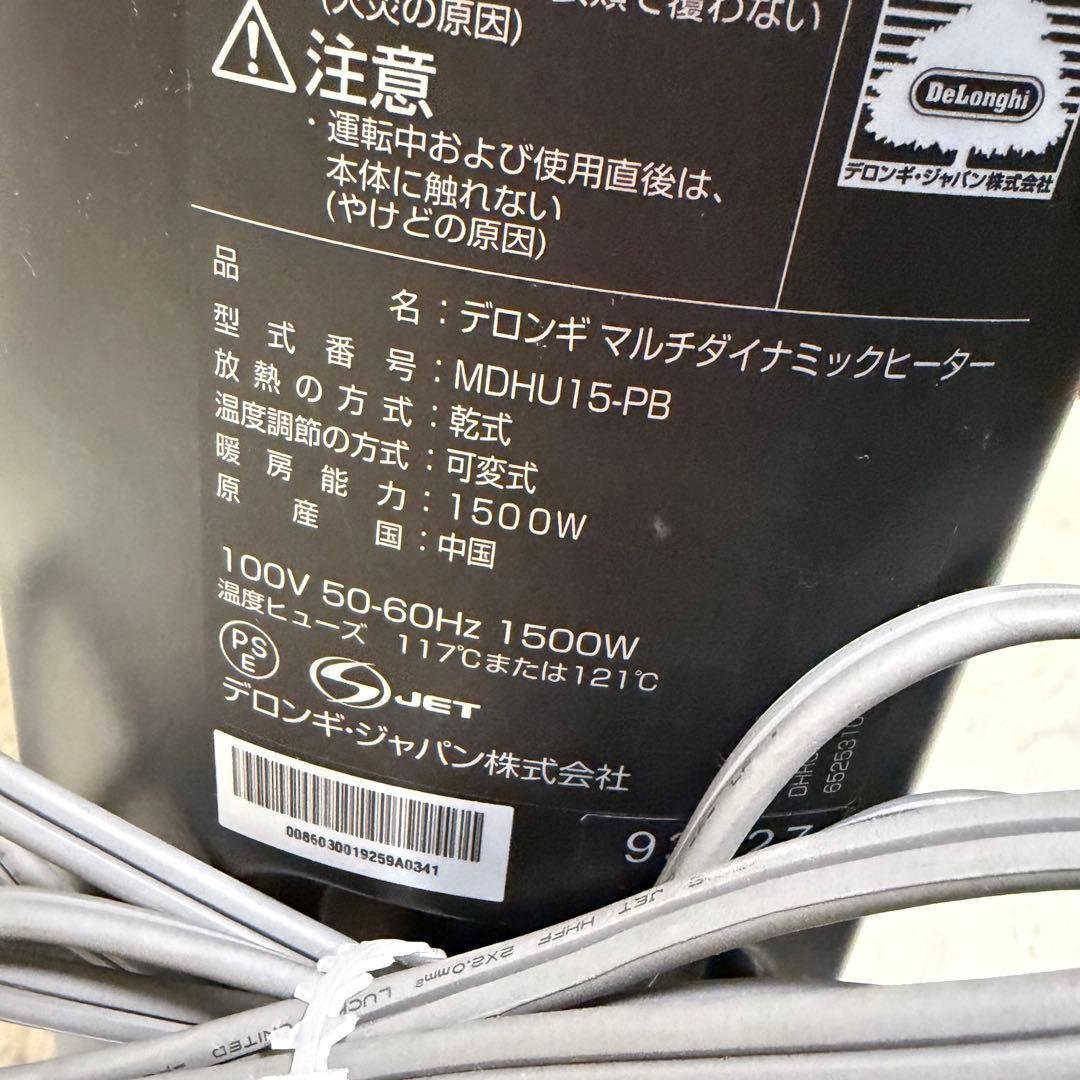 覆わない
(火災の原因)
注意
・運転中および使用直後は、
本体に触れない
(やけどの原因)
DeLonghi
デロンギ・ジャパン株式会社
品名:デロンギ マルチダイナミックヒーター
型式番号:MDHU15-PB
放熱の方式:乾式
温度調節の方式:可変式
暖房能力:1500W
原産国:中国
100V 50-60Hz 1500W
温度ヒューズ 117℃または121℃
PSE
JET
デロンギ・ジャパン株式会社
0086030019259A0341
JET HHFF 2X2.0mm² LUCK
UNITED